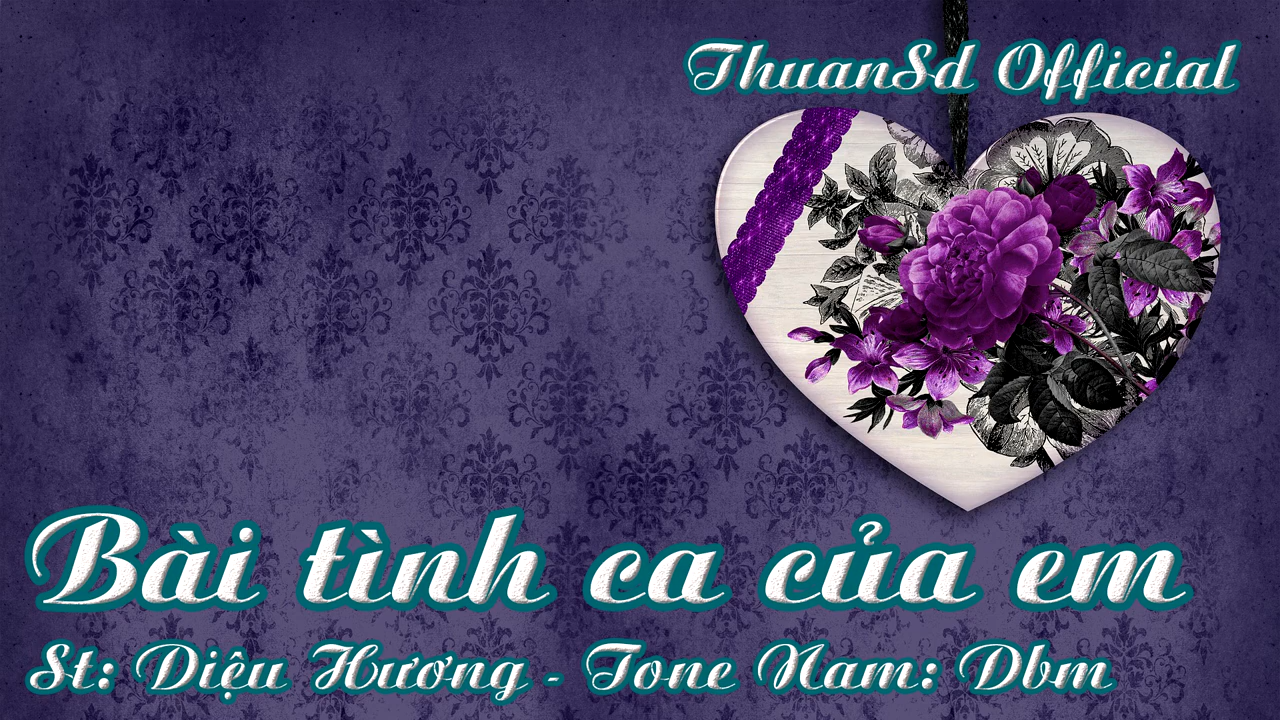 ThuanSd Official
Bài tình ca của em
St: Diệu Hương - Tone Nam: Dbm